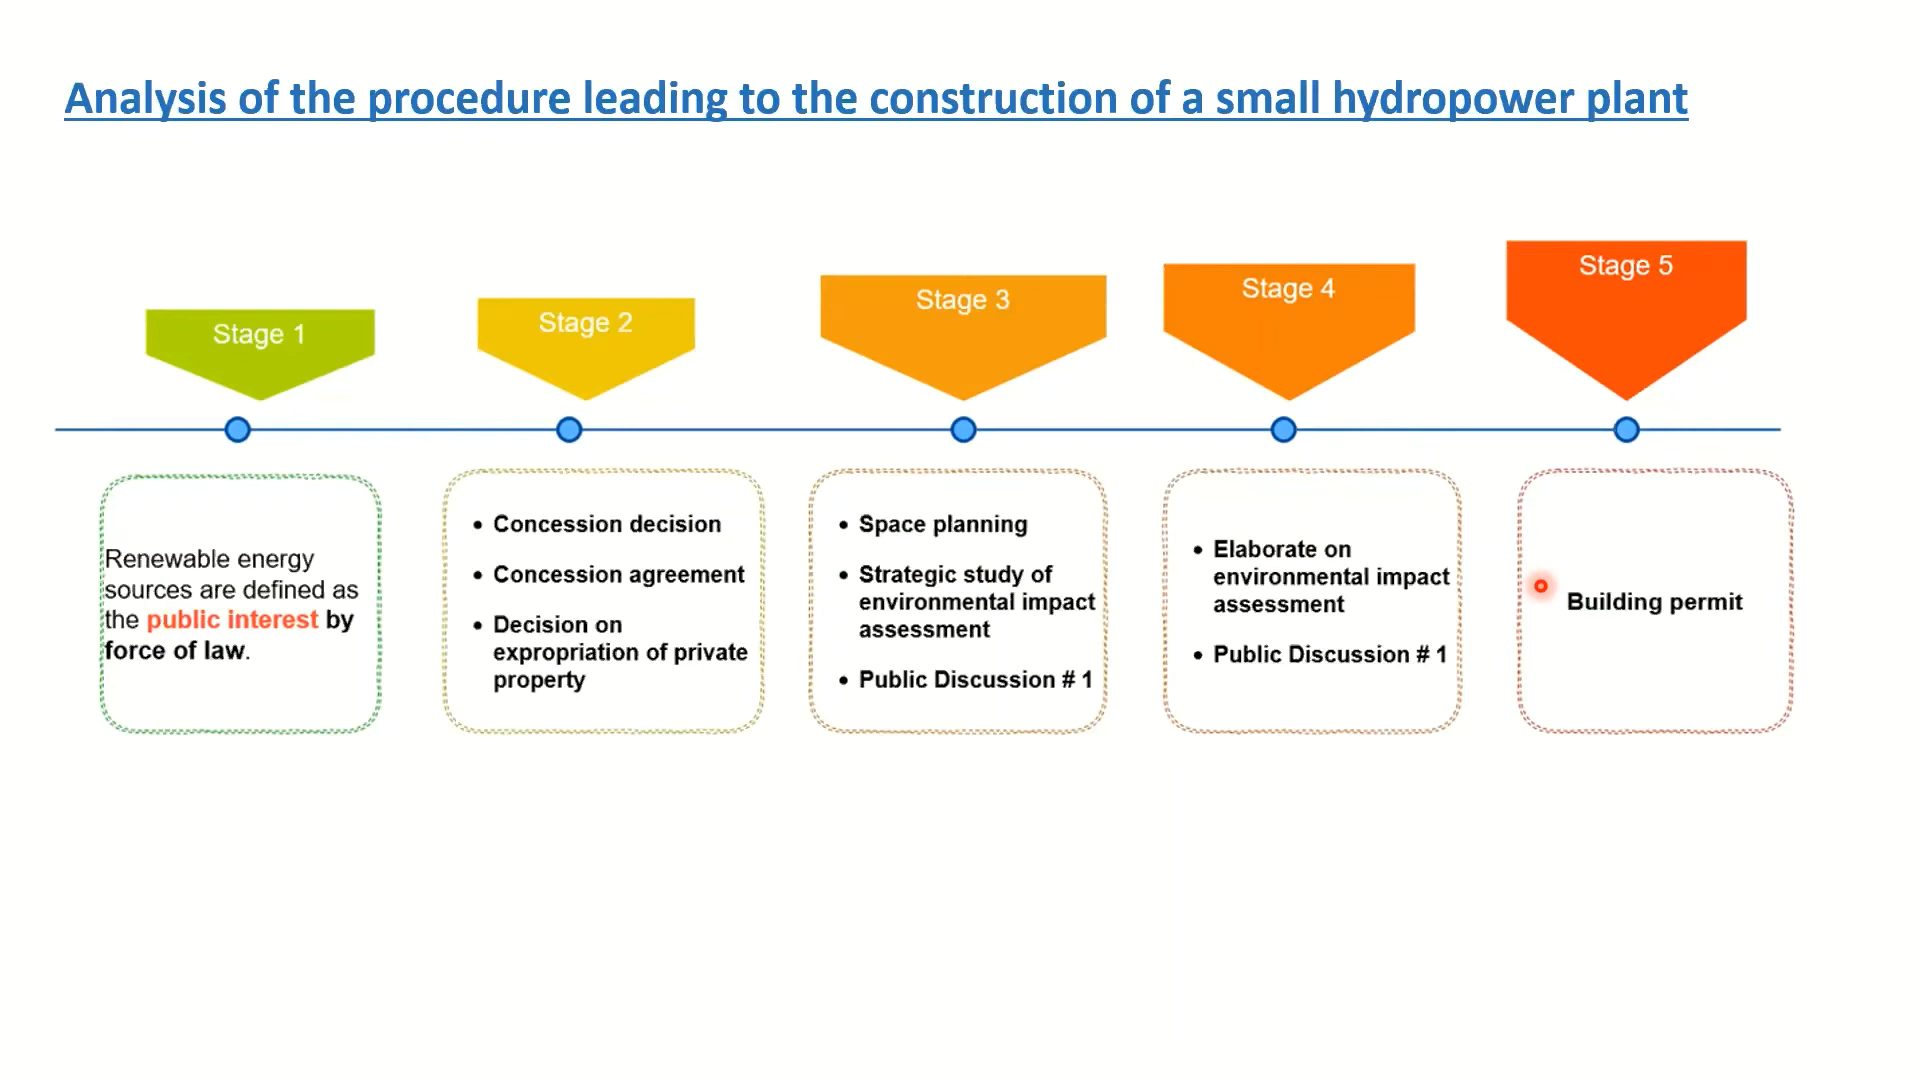 Analysis of the procedure leading to the construction of a small hydropower plant
Stage 1
Stage 2
Stage 3
Stage 4
Stage 5
Renewable energy
sources are defined as
the public interest by
force of law.
• Concession decision
• Concession agreement
• Decision on
expropriation of private
property
• Space planning
• Strategic study of
environmental impact
assessment
• Public Discussion # 1
• Elaborate on
environmental impact
assessment
• Public Discussion # 1
Building permit